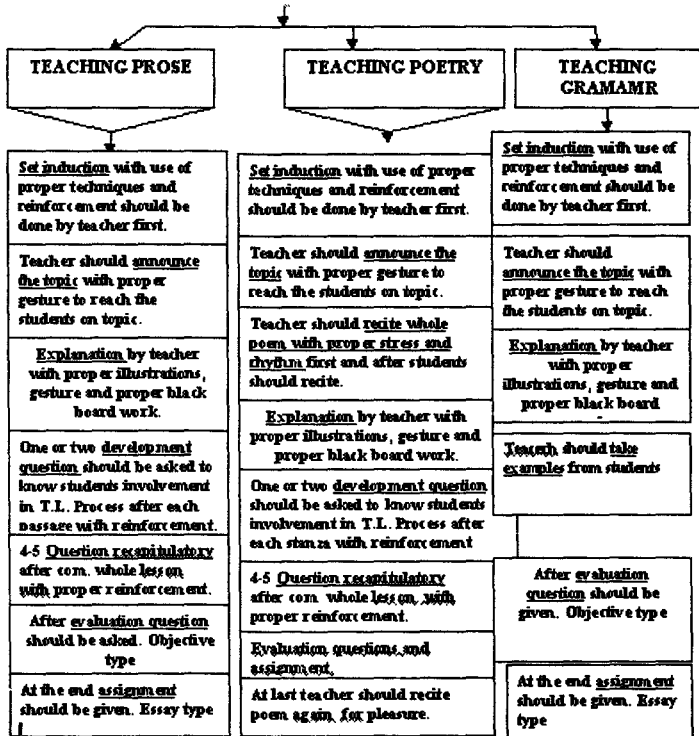 TEACHING PROSE
Set induction with use of
proper techniques and
reinforcement should be
done by teacher first.
Teacher should announce
the topic with proper
gesture to reach the
students on topic.
Explanation by teacher
with proper illustrations,
gesture and proper black
board work.
One or two development
question should be asked to
know students involvement
in T.L. Process after each
passage with reinforcement.
4-5 Question recapitulatory
after com. whole lesson
with proper reinforcement.
After evaluation question
should be asked. Objective
type
At the end assignment
should be given. Essay type
TEACHING POETRY
Set induction with use of proper
techniques and reinforcement
should be done by teacher first.
Teacher should announce the
topic with proper gesture to
reach the students on topic.
Teacher should recite whole
poem with proper stress and
rhythm first and after students
should recite.
Explanation by teacher with
proper illustrations, gesture and
proper black board work.
One or two development question
should be asked to know students
involvement in T.L. Process after
each stanza with reinforcement
4-5 Question recapitulatory
after com whole lesson with
proper reinforcement.
Evaluation questions and
assignment.
At last teacher should recite
poem again for pleasure.
TEACHING
GRAMAMR
Set induction with use of
proper techniques and
reinforcement should be
done by teacher first.
Teacher should
announce the topic with
proper gesture to reach
the students on topic.
Explanation by teacher
with proper
illustrations, gesture and
proper black board
should take
examples from students
After evaluation
question should be
given. Objective type
At the end assignment
should be given. Essay
type